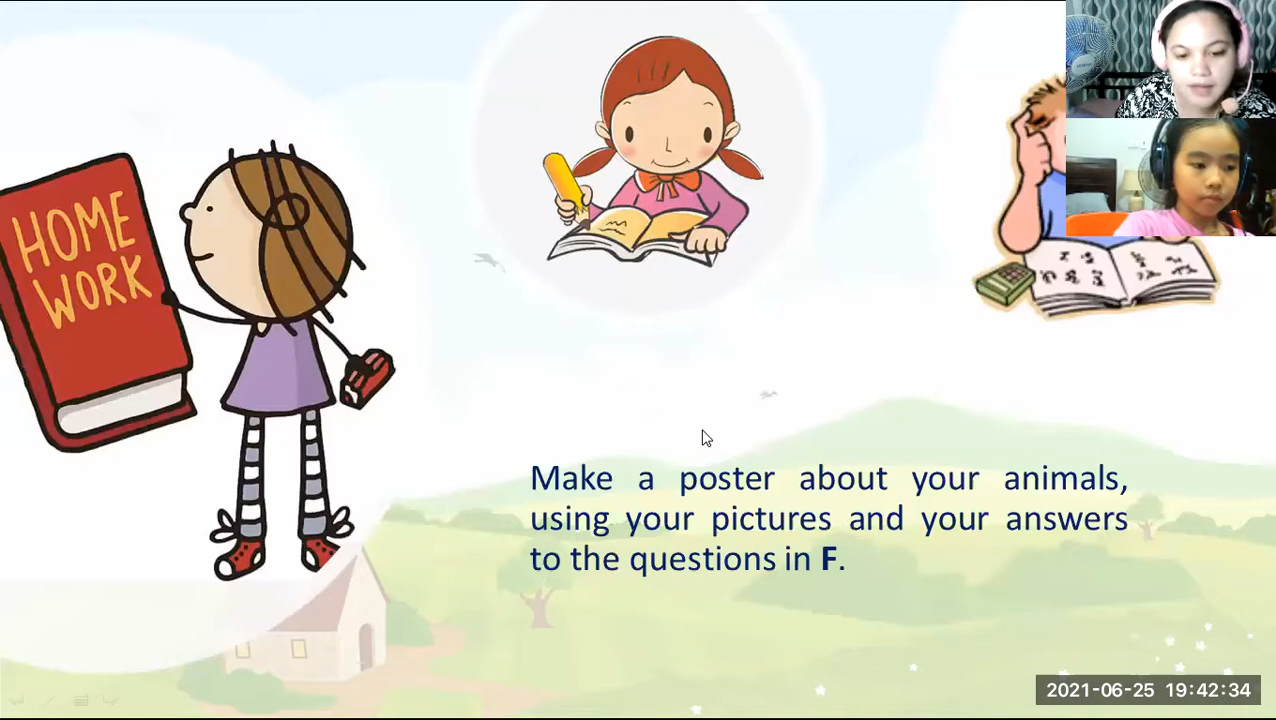 HOME
WORK
Make a poster about your animals,
using your pictures and your answers
to the questions in F.
2021-06-25 19:42:34